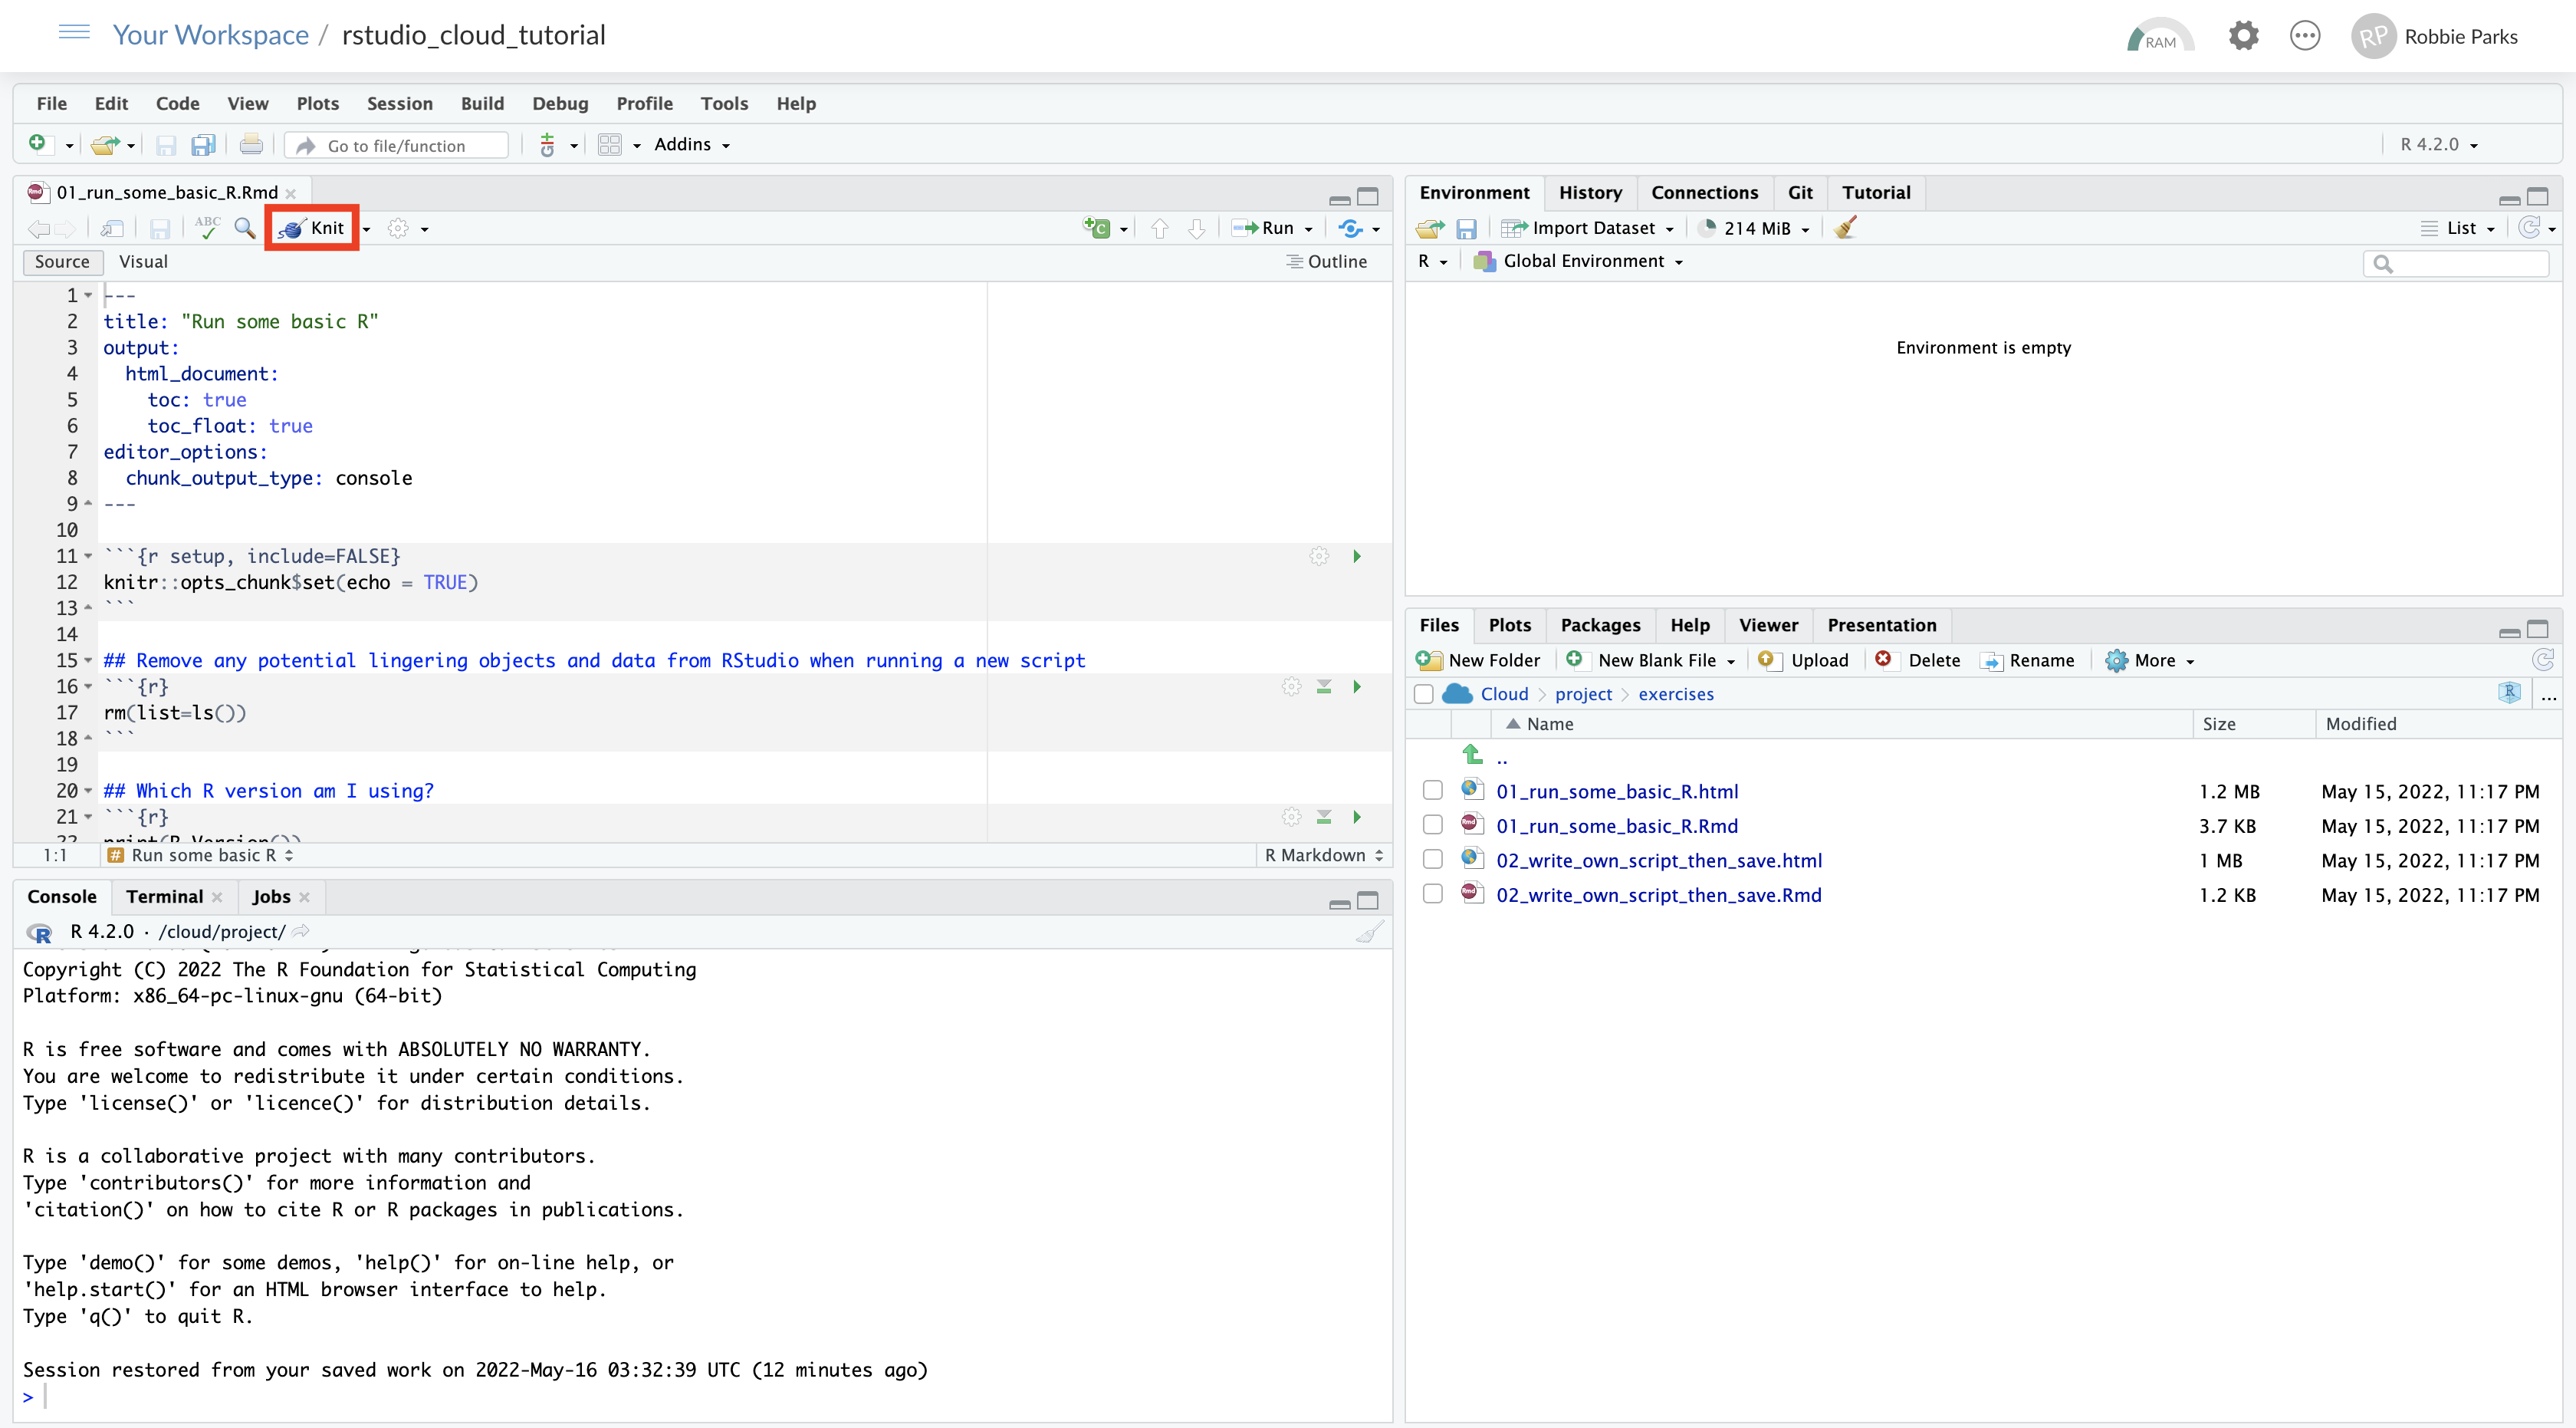 Your Workspace / rstudio_cloud_tutorial
RAM
RP Robbie Parks
File Edit Code View Plots Session Build Debug Profile Tools Help
Go to file/function
Addins
R 4.2.0
01_run_some_basic_R.Rmd
ABC
Knit
Run
Source Visual
Outline
1 ---
2 title: "Run some basic R"
3 output:
4 html_document:
5 toc: true
6 toc_float: true
7 editor_options:
8 chunk_output_type: console
9 ---
10
11 ```{r setup, include=FALSE}
12 knitr::opts_chunk$set(echo = TRUE)
13 ```
14
15 ## Remove any potential lingering objects and data from RStudio when running a new script
16 ```{r}
17 rm(list=ls())
18 ```
19
20 ## Which R version am I using?
21 ```{r}
22 print(R.Version())
1:1 # Run some basic R R Markdown
Console Terminal Jobs
R 4.2.0 · /cloud/project/
Copyright (C) 2022 The R Foundation for Statistical Computing
Platform: x86_64-pc-linux-gnu (64-bit)
R is free software and comes with ABSOLUTELY NO WARRANTY.
You are welcome to redistribute it under certain conditions.
Type 'license()' or 'licence()' for distribution details.
R is a collaborative project with many contributors.
Type 'contributors()' for more information and
'citation()' on how to cite R or R packages in publications.
Type 'demo()' for some demos, 'help()' for on-line help, or
'help.start()' for an HTML browser interface to help.
Type 'q()' to quit R.
Session restored from your saved work on 2022-May-16 03:32:39 UTC (12 minutes ago)
>
Environment History Connections Git Tutorial
Import Dataset 214 MiB List
R Global Environment
Environment is empty
Files Plots Packages Help Viewer Presentation
New Folder New Blank File Upload Delete Rename More
Cloud > project > exercises ...
Name Size Modified
..
01_run_some_basic_R.html 1.2 MB May 15, 2022, 11:17 PM
01_run_some_basic_R.Rmd 3.7 KB May 15, 2022, 11:17 PM
02_write_own_script_then_save.html 1 MB May 15, 2022, 11:17 PM
02_write_own_script_then_save.Rmd 1.2 KB May 15, 2022, 11:17 PM